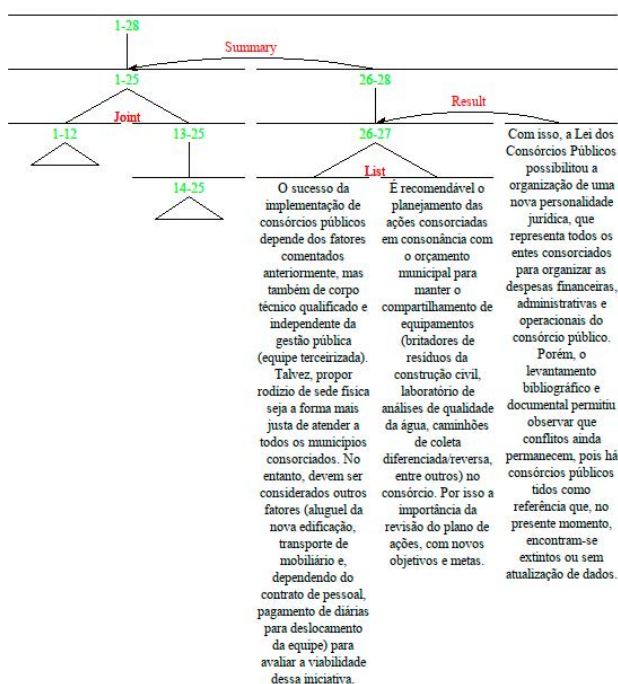 1-28
Summary
1-25
26-28
Joint
Result
1-12
13-25
26-27
List
14-25
O sucesso da
implementação de
consórcios públicos
depende dos fatores
comentados
anteriormente, mas
também de corpo
técnico qualificado e
independente da
gestão pública
(equipe terceirizada).
Talvez, propor
rodízio de sede física
seja a forma mais
justa de atender a
todos os municípios
consorciados. No
entanto, devem ser
considerados outros
fatores (aluguel da
nova edificação,
transporte de
mobiliário e,
dependendo do
contrato de pessoal,
pagamento de diárias
para deslocamento
da equipe) para
avaliar a viabilidade
dessa iniciativa.
É recomendável o
planejamento das
ações consorciadas
em consonância com
o orçamento
municipal para
manter o
compartilhamento de
equipamentos
(britadores de
resíduos da
construção civil,
laboratório de
análises de qualidade
da água, caminhões
de coleta
diferenciada/reversa,
entre outros) no
consórcio. Por isso a
importância da
revisão do plano de
ações, com novos
objetivos e metas.
Com isso, a Lei dos
Consórcios Públicos
possibilitou a
organização de uma
nova personalidade
jurídica, que
representa todos os
entes consorciados
para organizar as
despesas financeiras,
administrativas e
operacionais do
consórcio público.
Porém, o
levantamento
bibliográfico e
documental permitiu
observar que
conflitos ainda
permanecem, pois há
consórcios públicos
tidos como
referência que, no
presente momento,
encontram-se
extintos ou sem
atualização de dados.